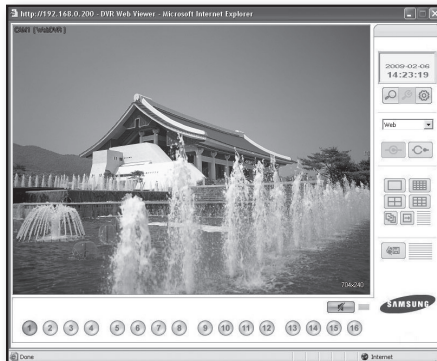 http://192.168.0.200 - DVR Web Viewer - Microsoft Internet Explorer
CAM1 ['WebDVR']
2009-02-06
14:23:19
Web
704x240
SAMSUNG
1 2 3 4 5 6 7 8 9 10 11 12 13 14 15 16
Done
Internet